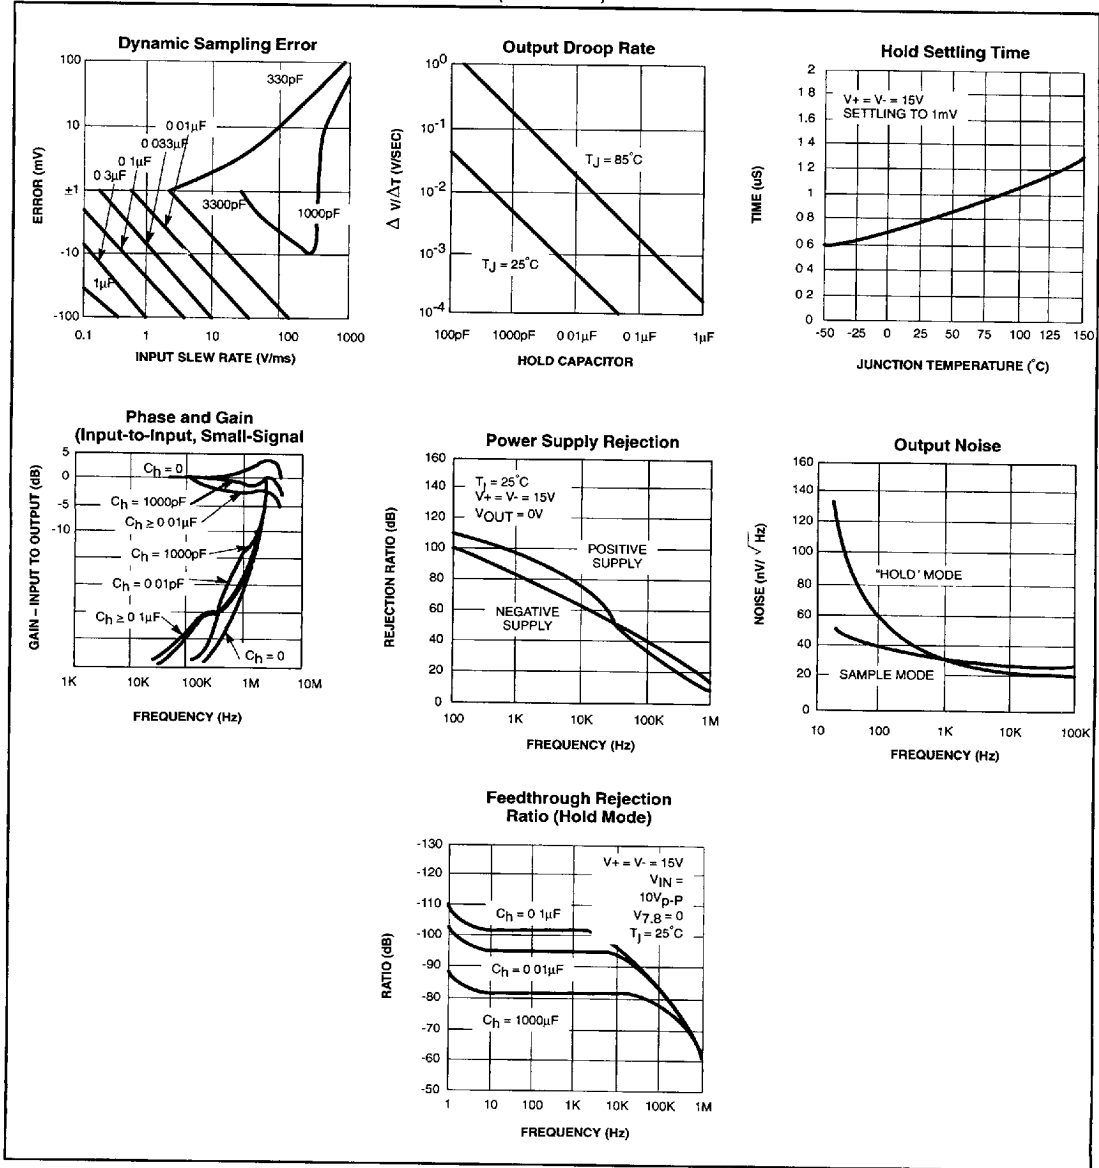 Dynamic Sampling Error
100
10
±1
-10
-100
ERROR (mV)
330pF
0 01µF
0 033µF
0 1µF
0 3µF
1µF
3300pF
1000pF
0.1
1
10
100
1000
INPUT SLEW RATE (V/ms)
Output Droop Rate
10⁰
10⁻¹
10⁻²
10⁻³
10⁻⁴
Δ V/ΔT (V/SEC)
TJ = 85°C
TJ = 25°C
100pF
1000pF
0 01µF
0 1µF
1µF
HOLD CAPACITOR
Hold Settling Time
2
1 8
1 6
1 4
1 2
1
0 8
0 6
0 4
0 2
0
TIME (uS)
V+ = V- = 15V
SETTLING TO 1mV
-50
-25
0
25
50
75
100
125
150
JUNCTION TEMPERATURE (°C)
Phase and Gain
(Input-to-Input, Small-Signal
5
0
-5
-10
GAIN – INPUT TO OUTPUT (dB)
Ch = 0
Ch = 1000pF
Ch ≥ 0 01µF
Ch = 1000pF
Ch = 0 01pF
Ch ≥ 0 1µF
Ch = 0
1K
10K
100K
1M
10M
FREQUENCY (Hz)
Power Supply Rejection
160
140
120
100
80
60
40
20
0
REJECTION RATIO (dB)
TJ = 25°C
V+ = V- = 15V
VOUT = 0V
POSITIVE
SUPPLY
NEGATIVE
SUPPLY
100
1K
10K
100K
1M
FREQUENCY (Hz)
Output Noise
160
140
120
100
80
60
40
20
0
NOISE (nV/ √Hz)
"HOLD' MODE
SAMPLE MODE
10
100
1K
10K
100K
FREQUENCY (Hz)
Feedthrough Rejection
Ratio (Hold Mode)
-130
-120
-110
-100
-90
-80
-70
-60
-50
RATIO (dB)
V+ = V- = 15V
VIN =
10Vp-P
V7.8 = 0
TJ = 25°C
Ch = 0 1µF
Ch = 0 01µF
Ch = 1000µF
1
10
100
1K
10K
100K
1M
FREQUENCY (Hz)